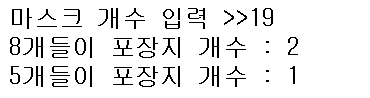 마스크 개수 입력 >>19
8개들이 포장지 개수 : 2
5개들이 포장지 개수 : 1